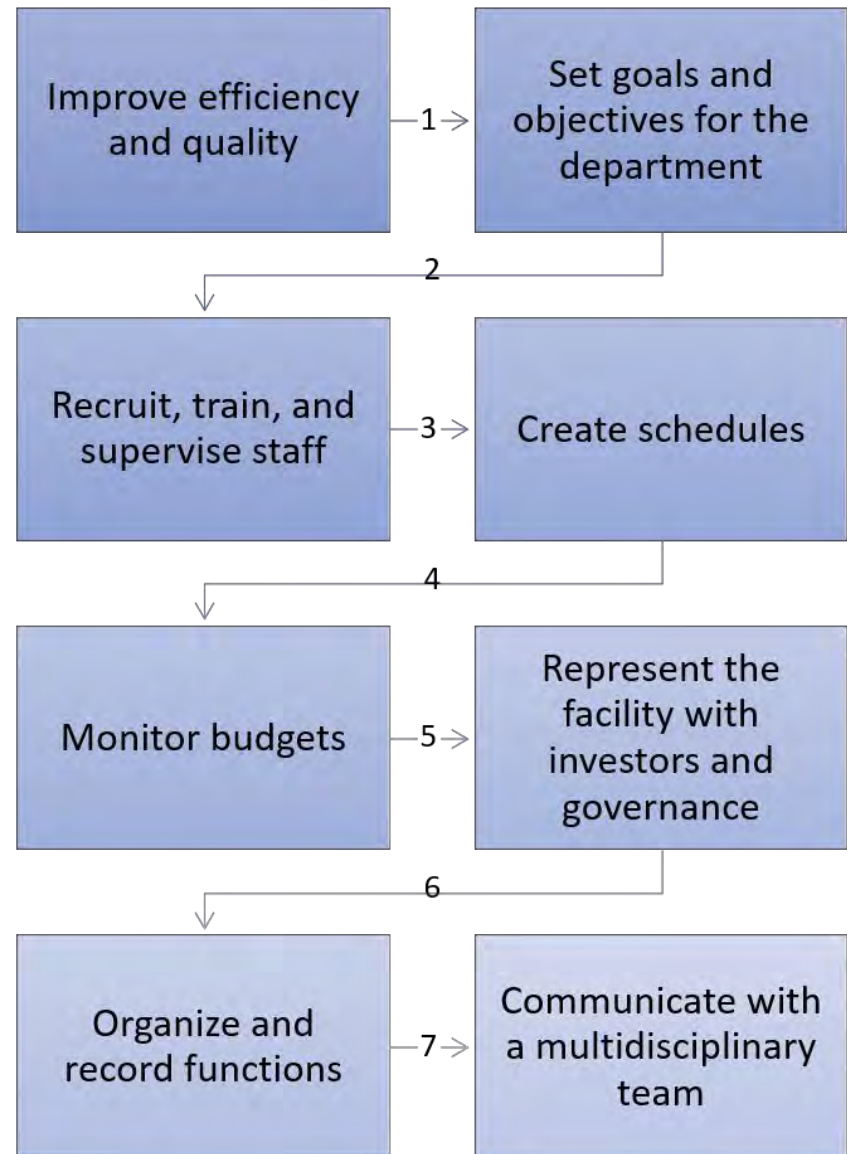 Improve efficiency
and quality
1
Set goals and
objectives for the
department
2
Recruit, train, and
supervise staff
3
Create schedules
4
Monitor budgets
5
Represent the
facility with
investors and
governance
6
Organize and
record functions
7
Communicate with
a multidisciplinary
team